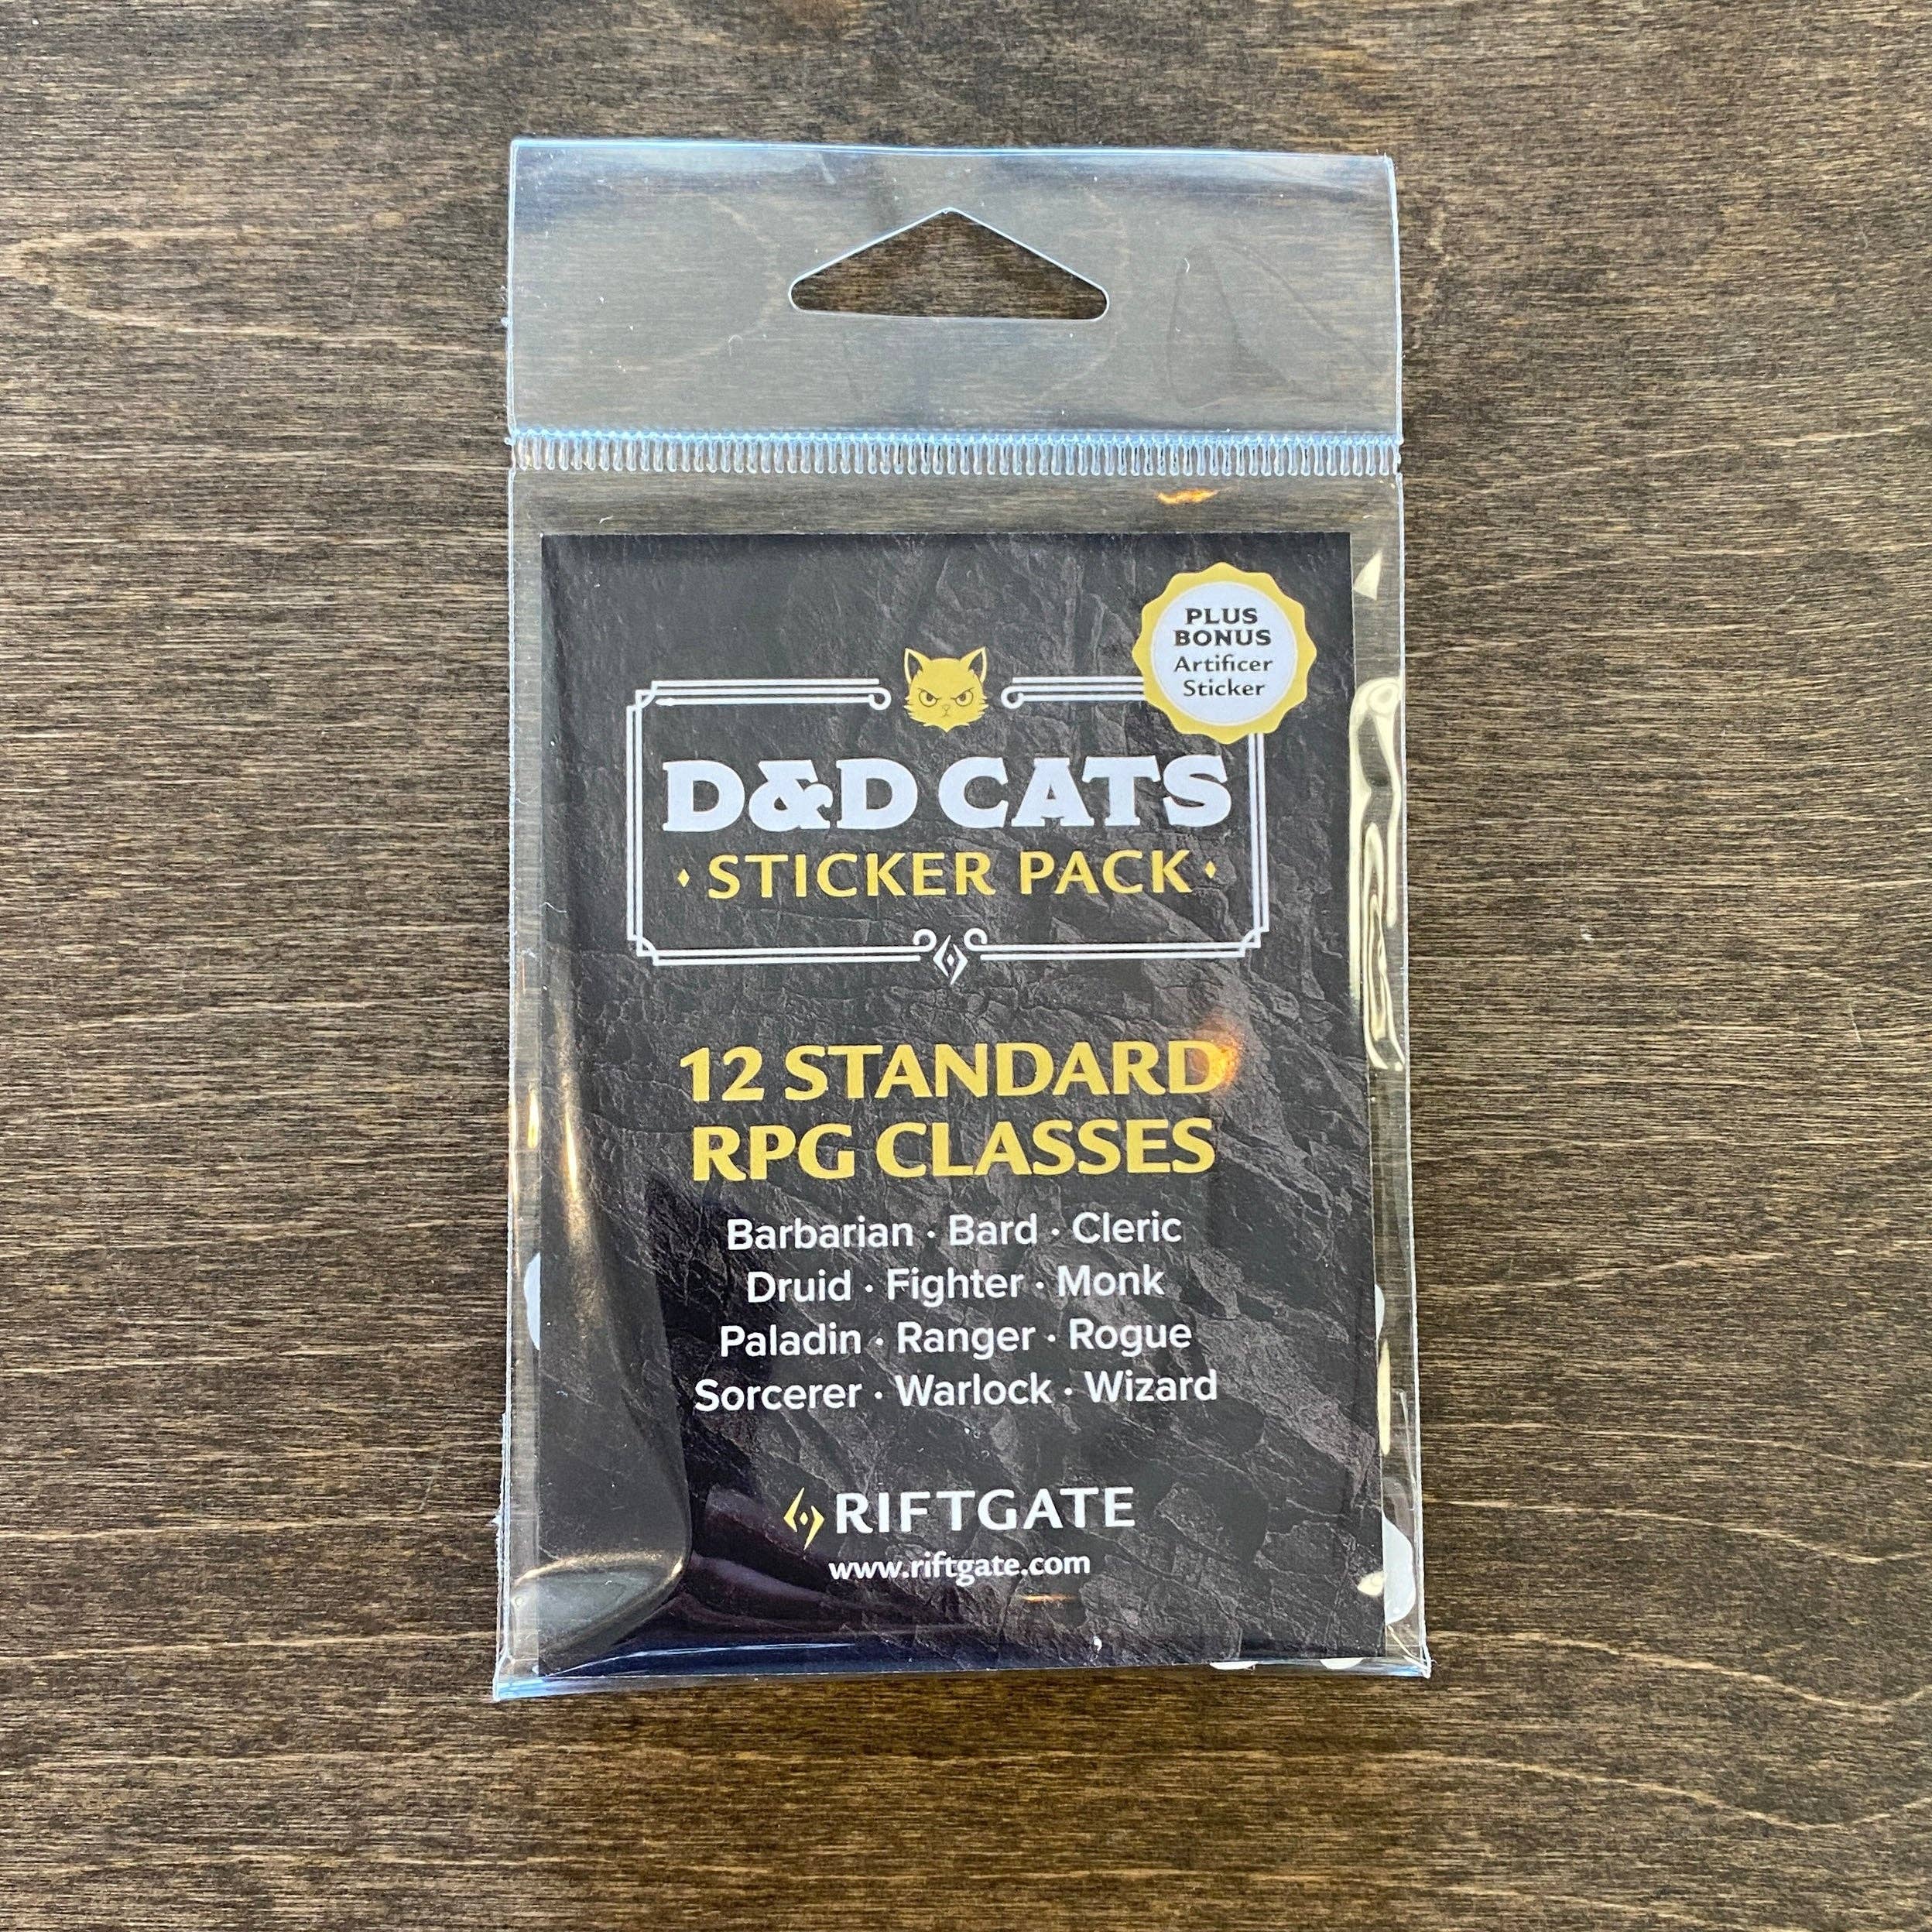 PLUS
BONUS
Artificer
Sticker
D&D CATS
· STICKER PACK ·
12 STANDARD
RPG CLASSES
Barbarian · Bard · Cleric
Druid · Fighter · Monk
Paladin · Ranger · Rogue
Sorcerer · Warlock · Wizard
RIFTGATE
www.riftgate.com